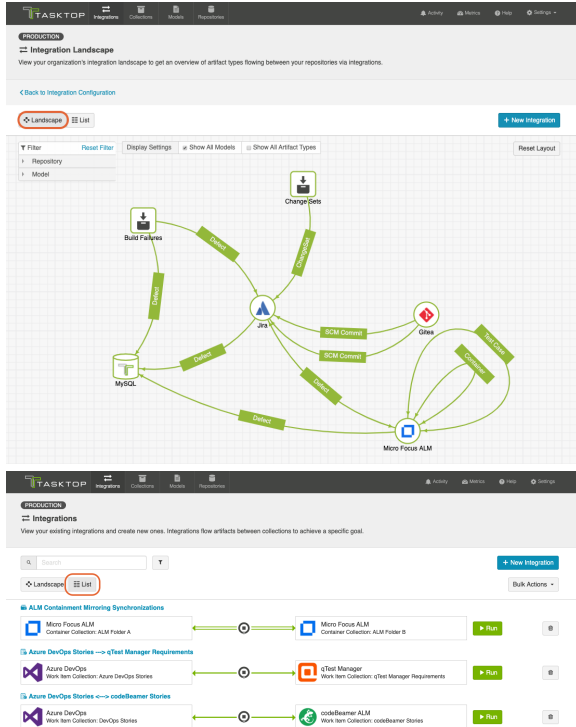 TASKTOP
Integrations
Collections
Models
Repositories
Activity
Metrics
Help
Settings
PRODUCTION
Integration Landscape
View your organization's integration landscape to get an overview of artifact types flowing between your repositories via integrations.
Back to Integration Configuration
Landscape
List
+ New Integration
Filter
Reset Filter
Repository
Model
Display Settings
Show All Models
Show All Artifact Types
Reset Layout
Change Sets
Build Failures
Defect
ChangeSet
Defect
Jira
SCM Commit
Gitea
Test Case
SCM Commit
Defect
Container
MySQL
Defect
Defect
Micro Focus ALM
TASKTOP
Integrations
Collections
Models
Repositories
Activity
Metrics
Help
Settings
PRODUCTION
Integrations
View your existing integrations and create new ones. Integrations flow artifacts between collections to achieve a specific goal.
Search
+ New Integration
Landscape
List
Bulk Actions
ALM Containment Mirroring Synchronizations
Micro Focus ALM
Container Collection: ALM Folder A
Micro Focus ALM
Container Collection: ALM Folder B
Run
Azure DevOps Stories ---> qTest Manager Requirements
Azure DevOps
Work Item Collection: Azure DevOps Stories
qTest Manager
Work Item Collection: qTest Manager Requirements
Run
Azure DevOps Stories <---> codeBeamer Stories
Azure DevOps
Work Item Collection: DevOps Stories
codeBeamer ALM
Work Item Collection: codeBeamer Stories
Run